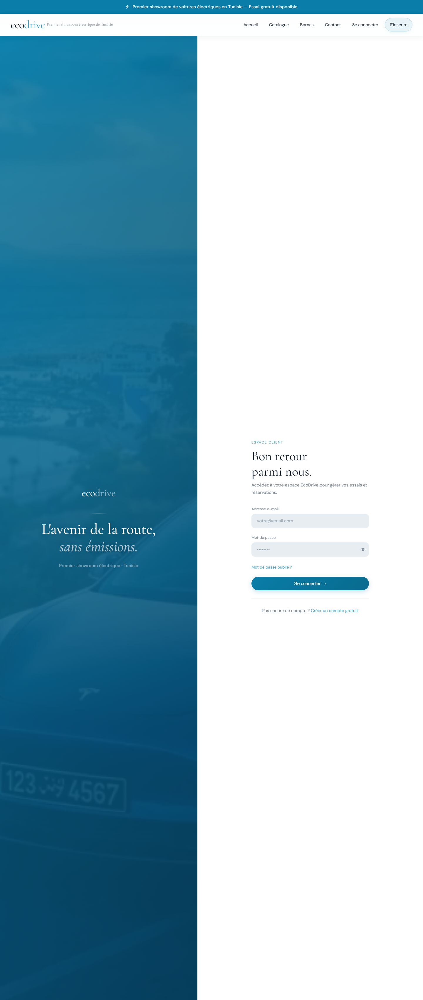 Premier showroom de voitures électriques en Tunisie — Essai gratuit disponible
ecodrive Premier showroom électrique de Tunisie
Accueil Catalogue Bornes Contact Se connecter S'inscrire
ecodrive
L'avenir de la route,
sans émissions.
Premier showroom électrique · Tunisie
123 4567
ESPACE CLIENT
Bon retour
parmi nous.
Accédez à votre espace EcoDrive pour gérer vos essais et
réservations.
Adresse e-mail
votre@email.com
Mot de passe
••••••••
Mot de passe oublié ?
Se connecter →
Pas encore de compte ? Créer un compte gratuit